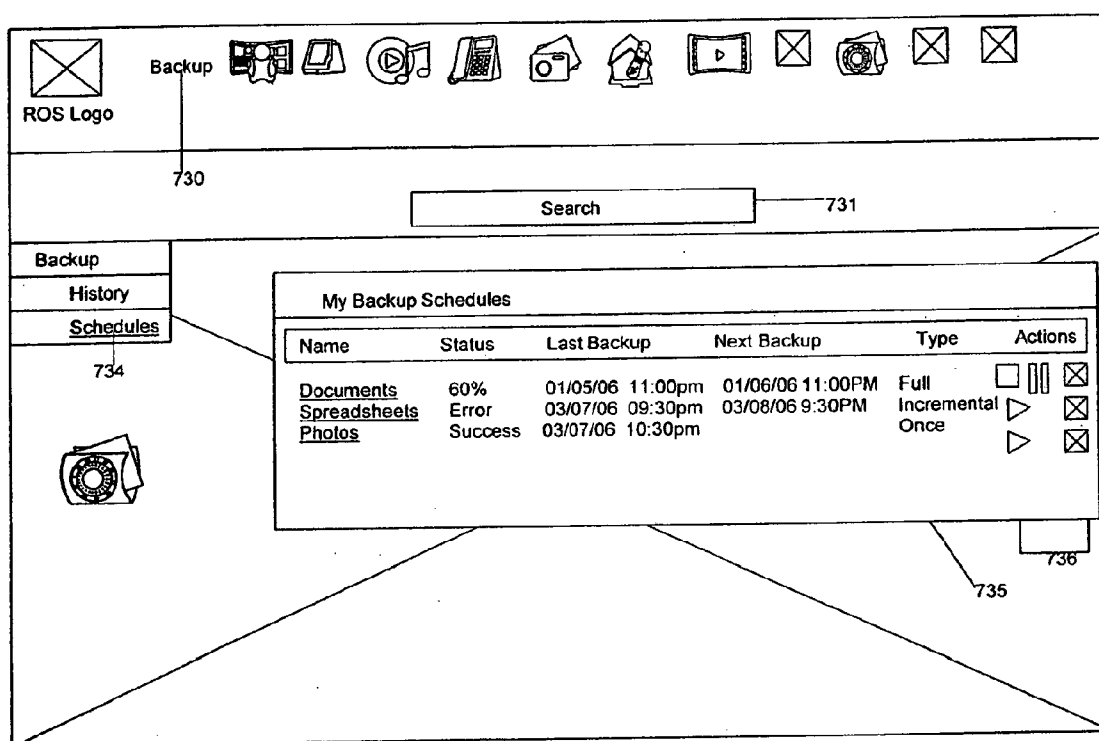 Backup
ROS Logo
730
Search
731
Backup
History
Schedules
734
My Backup Schedules
Name Status Last Backup Next Backup Type Actions
Documents 60% 01/05/06 11:00pm 01/06/06 11:00PM Full
Spreadsheets Error 03/07/06 09:30pm 03/08/06 9:30PM Incremental
Photos Success 03/07/06 10:30pm Once
736
735